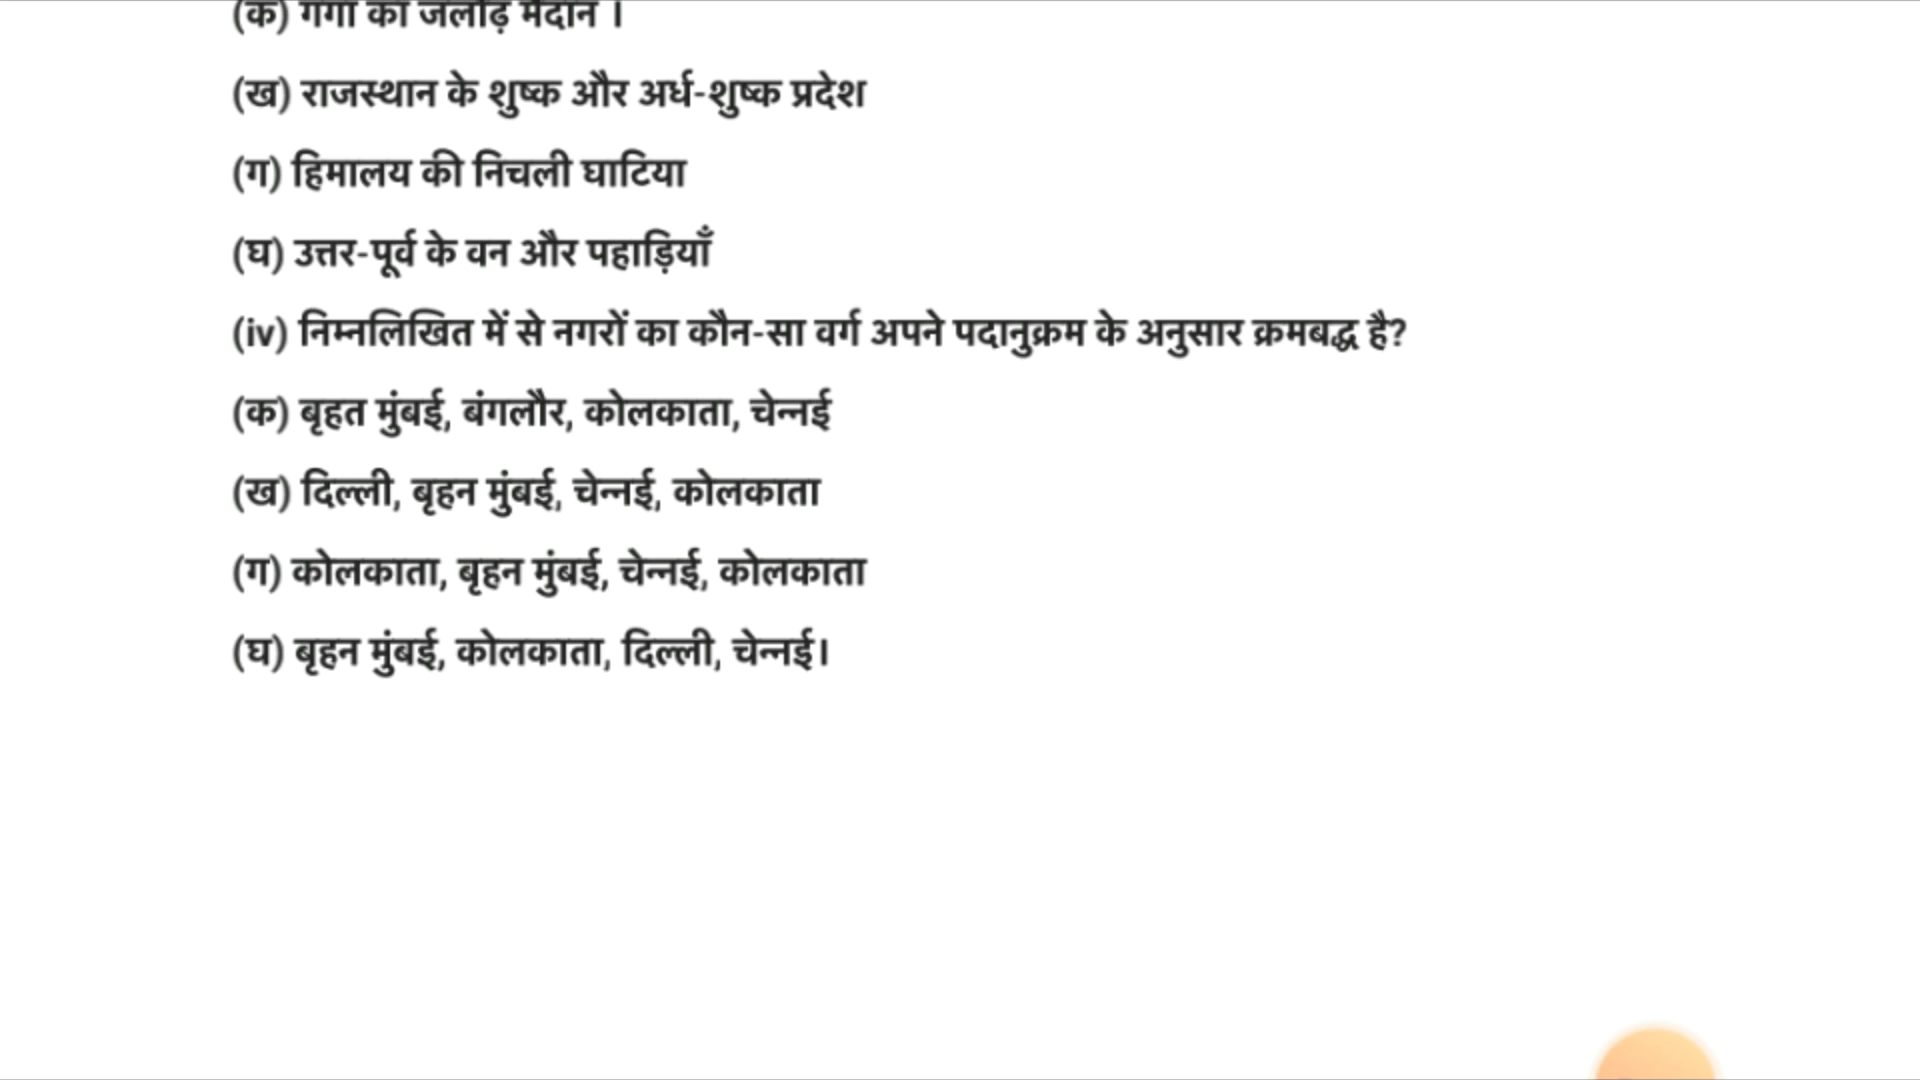 (क) गंगा का जलोढ़ मैदान ।
(ख) राजस्थान के शुष्क और अर्ध-शुष्क प्रदेश
(ग) हिमालय की निचली घाटिया
(घ) उत्तर-पूर्व के वन और पहाड़ियाँ
(iv) निम्नलिखित में से नगरों का कौन-सा वर्ग अपने पदानुक्रम के अनुसार क्रमबद्ध है?
(क) बृहत मुंबई, बंगलौर, कोलकाता, चेन्नई
(ख) दिल्ली, बृहन मुंबई, चेन्नई, कोलकाता
(ग) कोलकाता, बृहन मुंबई, चेन्नई, कोलकाता
(घ) बृहन मुंबई, कोलकाता, दिल्ली, चेन्नई।